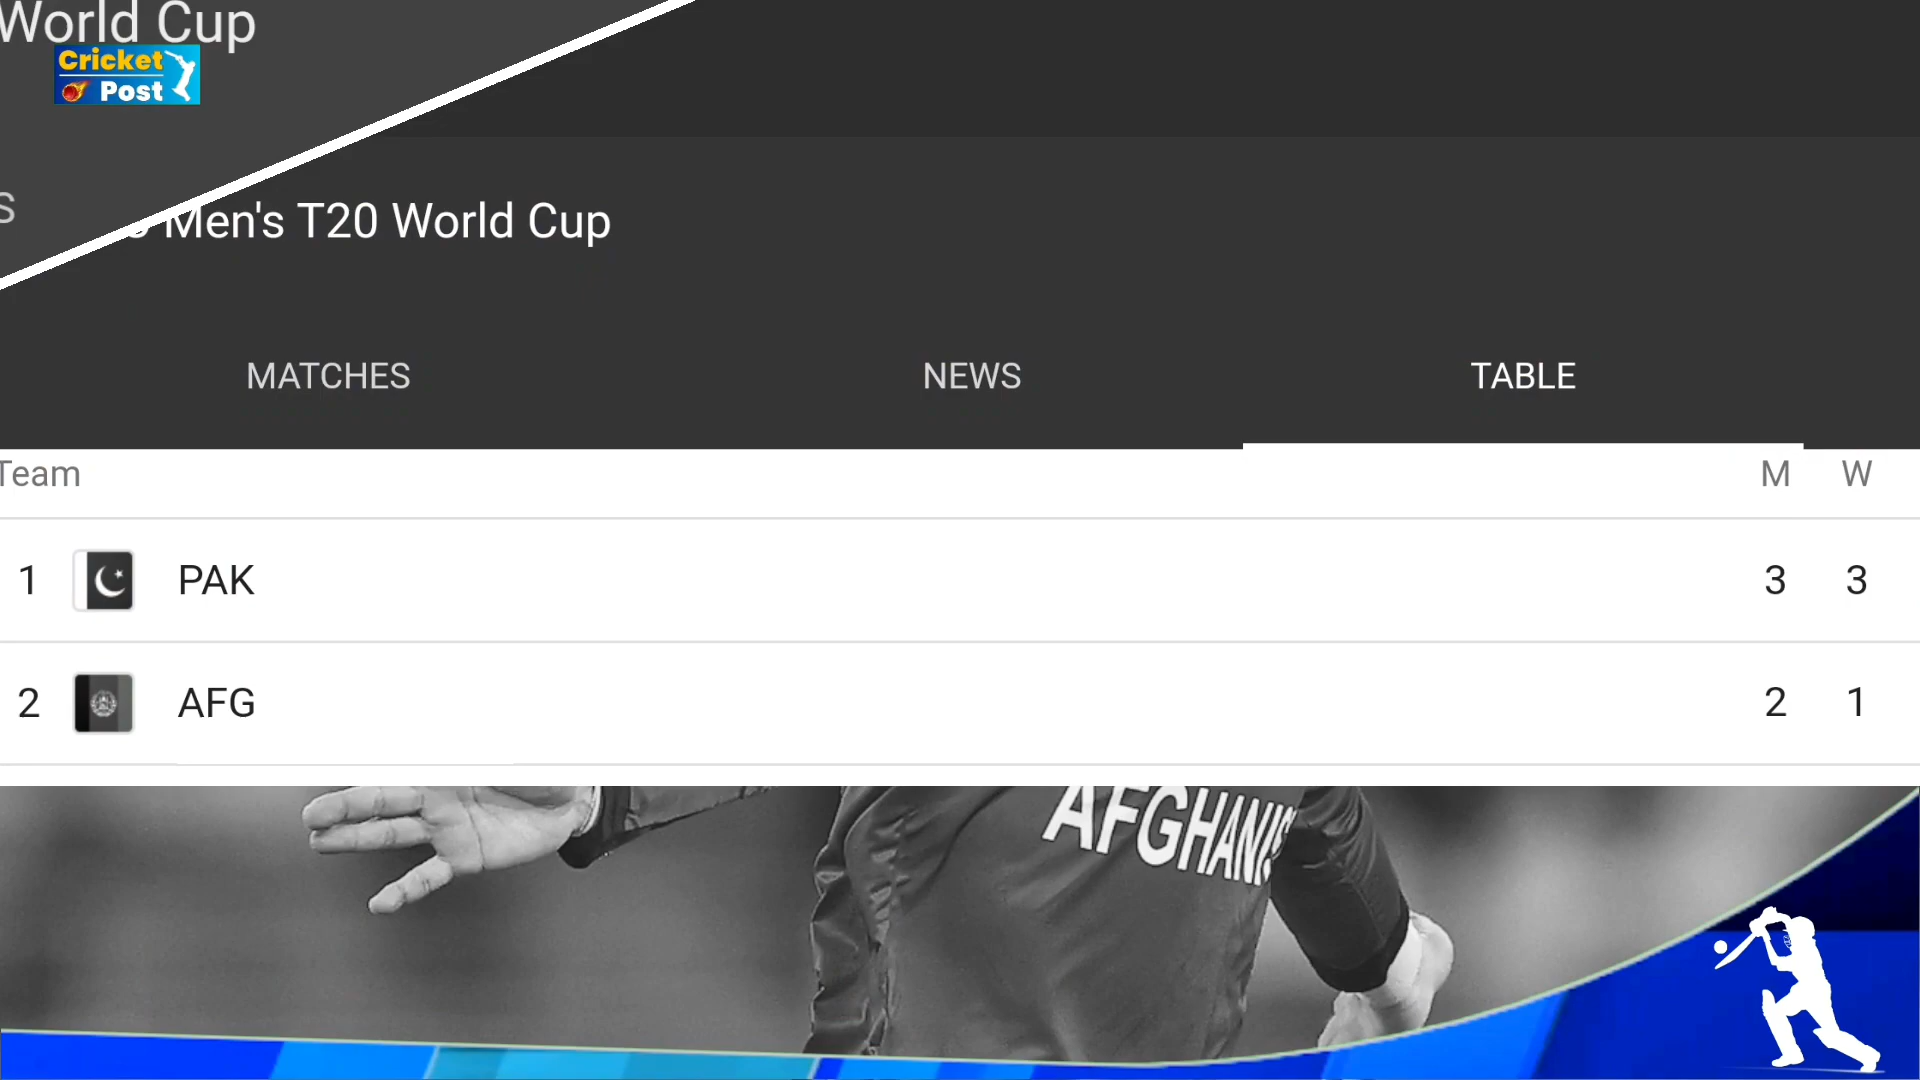 World Cup
Cricket
Post
S
Men's T20 World Cup
MATCHES NEWS TABLE
Team M W
1 PAK 3 3
2 AFG 2 1
AFGHANIS